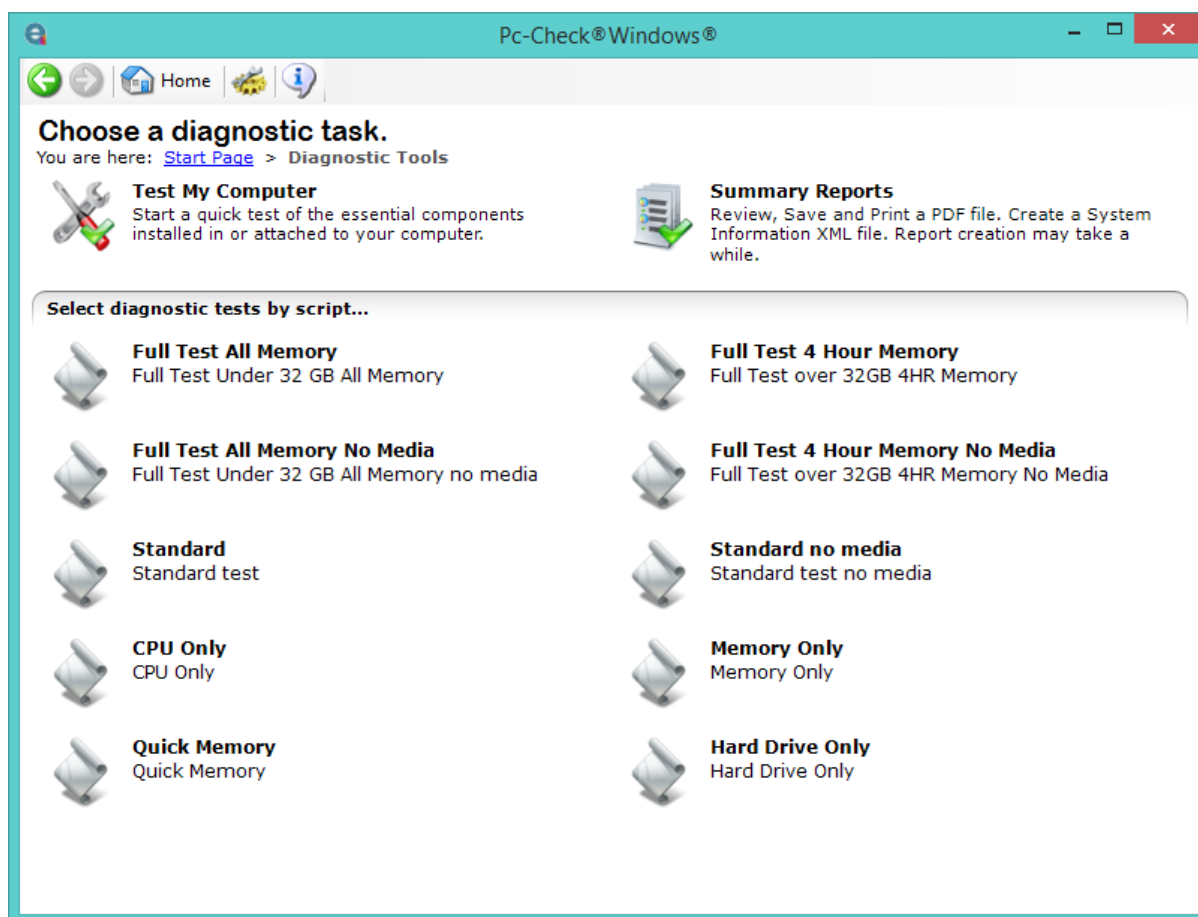 Pc-Check®Windows®
Home
Choose a diagnostic task.
You are here: Start Page > Diagnostic Tools
Test My Computer
Start a quick test of the essential components
installed in or attached to your computer.
Summary Reports
Review, Save and Print a PDF file. Create a System
Information XML file. Report creation may take a
while.
Select diagnostic tests by script...
Full Test All Memory
Full Test Under 32 GB All Memory
Full Test 4 Hour Memory
Full Test over 32GB 4HR Memory
Full Test All Memory No Media
Full Test Under 32 GB All Memory no media
Full Test 4 Hour Memory No Media
Full Test over 32GB 4HR Memory No Media
Standard
Standard test
Standard no media
Standard test no media
CPU Only
CPU Only
Memory Only
Memory Only
Quick Memory
Quick Memory
Hard Drive Only
Hard Drive Only